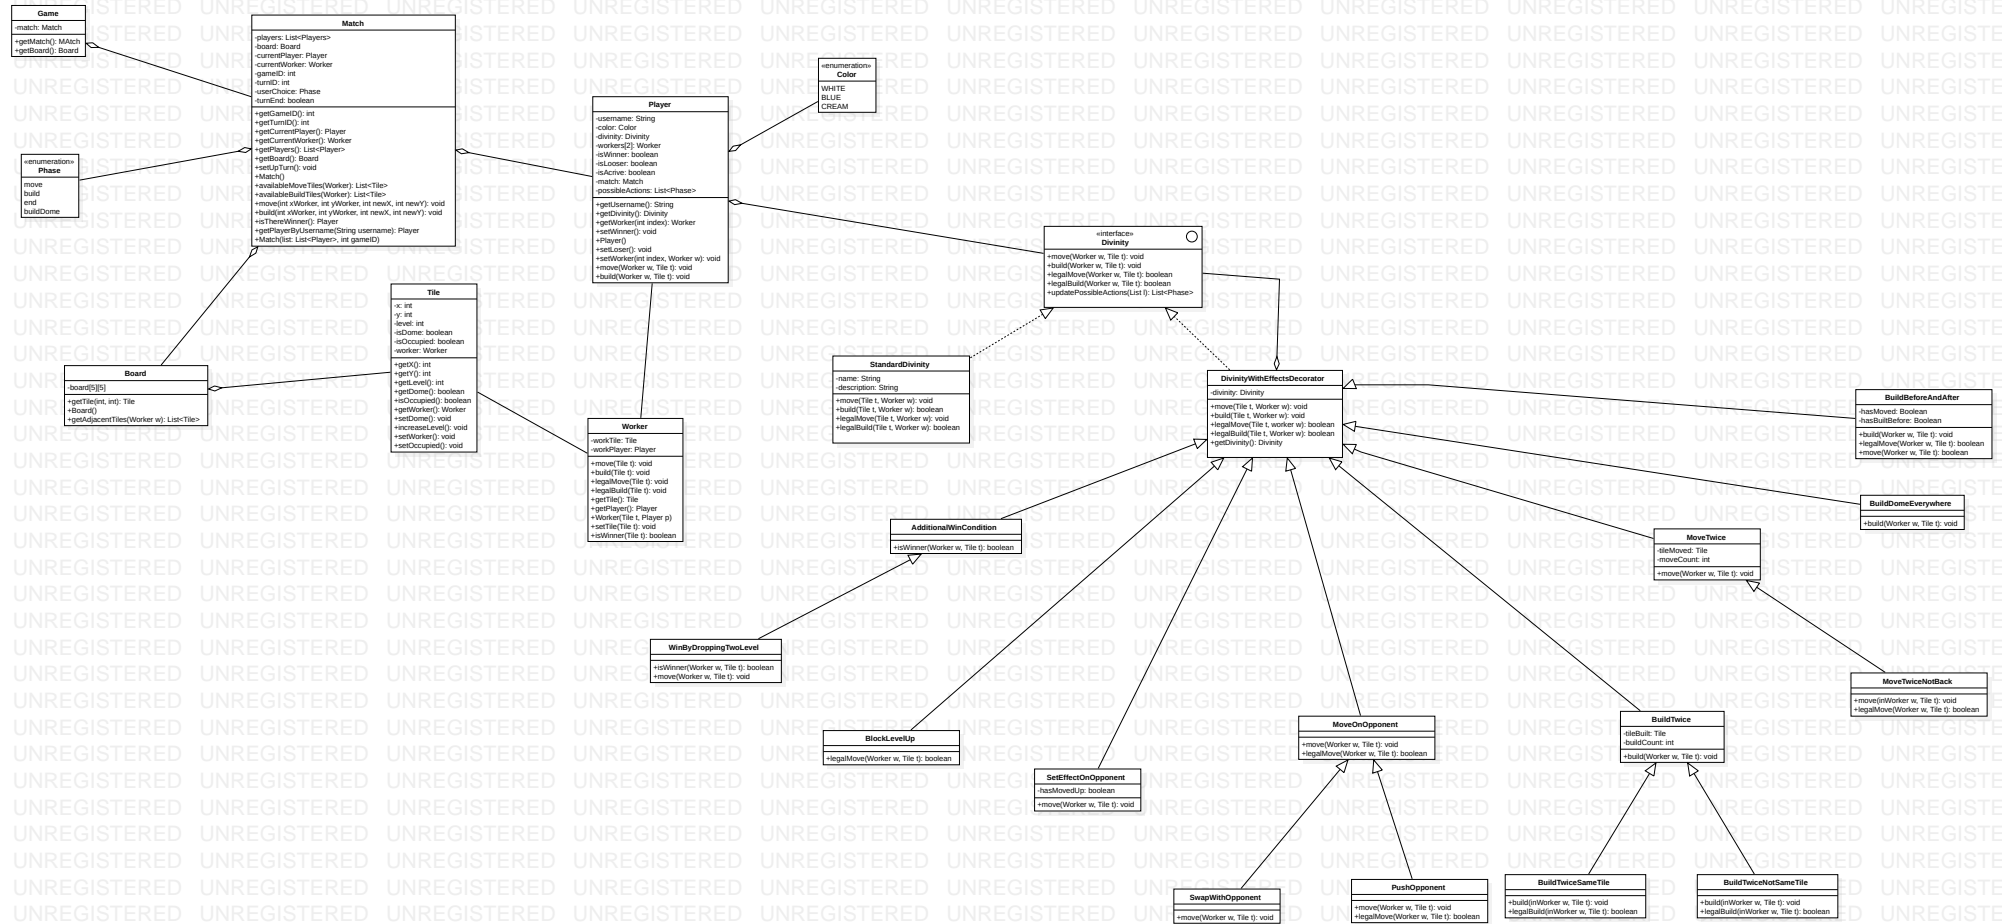 Game
-match: Match
+getMatch(): MAtch
+getBoard(): Board
Match
-players: List<Players>
-board: Board
-currentPlayer: Player
-currentWorker: Worker
-gameID: int
-turnID: int
-userChoice: Phase
-turnEnd: boolean
+getGameID(): int
+getTurnID(): int
+getCurrentPlayer(): Player
+getCurrentWorker(): Worker
+getPlayers(): List<Player>
+getBoard(): Board
+setUpTurn(): void
+Match()
+availableMoveTiles(Worker): List<Tile>
+availableBuildTiles(Worker): List<Tile>
+move(int xWorker, int yWorker, int newX, int newY): void
+build(int xWorker, int yWorker, int newX, int newY): void
+isThereWinner(): Player
+getPlayerByUsername(String username): Player
+Match(list: List<Player>, int gameID)
«enumeration»
Phase
move
build
end
buildDome
«enumeration»
Color
WHITE
BLUE
CREAM
Player
-username: String
-color: Color
-divinity: Divinity
-workers[2]: Worker
-isWinner: boolean
-isLooser: boolean
-isAcrive: boolean
-match: Match
-possibleActions: List<Phase>
+getUsername(): String
+getDivinity(): Divinity
+getWorker(int index): Worker
+setWinner(): void
+Player()
+setLoser(): void
+setWorker(int index, Worker w): void
+move(Worker w, Tile t): void
+build(Worker w, Tile t): void
«interface»
Divinity
+move(Worker w, Tile t): void
+build(Worker w, Tile t): void
+legalMove(Worker w, Tile t): boolean
+legalBuild(Worker w, Tile t): boolean
+updatePossibleActions(List l): List<Phase>
Tile
-x: int
-y: int
-level: int
-isDome: boolean
-isOccupied: boolean
-worker: Worker
+getX(): int
+getY(): int
+getLevel(): int
+getDome(): boolean
+isOccupied(): boolean
+getWorker(): Worker
+setDome(): void
+increaseLevel(): void
+setWorker(): void
+setOccupied(): void
Board
-board[5][5]
+getTile(int, int): Tile
+Board()
+getAdjacentTiles(Worker w): List<Tile>
Worker
-workTile: Tile
-workPlayer: Player
+move(Tile t): void
+build(Tile t): void
+legalMove(Tile t): void
+legalBuild(Tile t): void
+getTile(): Tile
+getPlayer(): Player
+Worker(Tile t, Player p)
+setTile(Tile t): void
+isWinner(Tile t): boolean
StandardDivinity
-name: String
-description: String
+move(Tile t, Worker w): void
+build(Tile t, Worker w): boolean
+legalMove(Tile t, Worker w): void
+legalBuild(Tile t, Worker w): boolean
DivinityWithEffectsDecorator
-divinity: Divinity
+move(Tile t, Worker w): void
+build(Tile t, Worker w): void
+legalMove(Tile t, worker w): boolean
+legalBuild(Tile t, Worker w): boolean
+getDivinity(): Divinity
BuildBeforeAndAfter
-hasMoved: Boolean
-hasBuiltBefore: Boolean
+build(Worker w, Tile t): void
+legalMove(Worker w, Tile t): boolean
+move(Worker w, Tile t): boolean
BuildDomeEverywhere
+build(Worker w, Tile t): void
AdditionalWinCondition
+isWinner(Worker w, Tile t): boolean
MoveTwice
-tileMoved: Tile
-moveCount: int
+move(Worker w, Tile t): void
WinByDroppingTwoLevel
+isWinner(Worker w, Tile t): boolean
+move(Worker w, Tile t): void
MoveTwiceNotBack
+move(inWorker w, Tile t): void
+legalMove(Worker w, Tile t): boolean
BlockLevelUp
+legalMove(Worker w, Tile t): boolean
SetEffectOnOpponent
-hasMovedUp: boolean
+move(Worker w, Tile t): void
MoveOnOpponent
+move(Worker w, Tile t): void
+legalMove(Worker w, Tile t): boolean
BuildTwice
-tileBuilt: Tile
-buildCount: int
+build(Worker w, Tile t): void
SwapWithOpponent
+move(Worker w, Tile t): void
PushOpponent
+move(Worker w, Tile t): void
+legalMove(Worker w, Tile t): boolean
BuildTwiceSameTile
+build(inWorker w, Tile t): void
+legalBuild(inWorker w, Tile t): boolean
BuildTwiceNotSameTile
+build(inWorker w, Tile t): void
+legalBuild(inWorker w, Tile t): boolean
UNREGISTERED